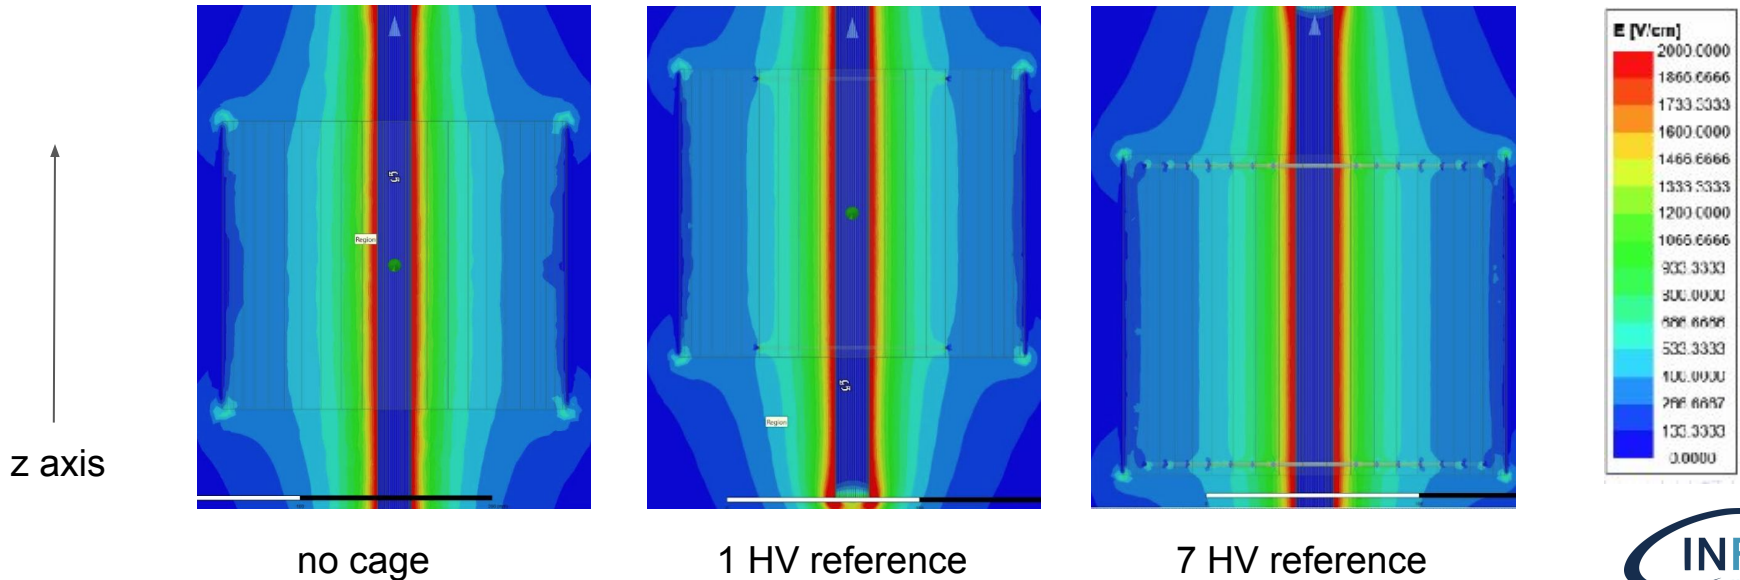 E [V/cm]
2000.0000
1866.6666
1733.3333
1600.0000
1466.6666
1333.3333
1200.0000
1066.6666
933.3333
800.0000
666.6666
533.3333
400.0000
266.6667
133.3333
0.0000
Region
Region
z axis
no cage
1 HV reference
7 HV reference